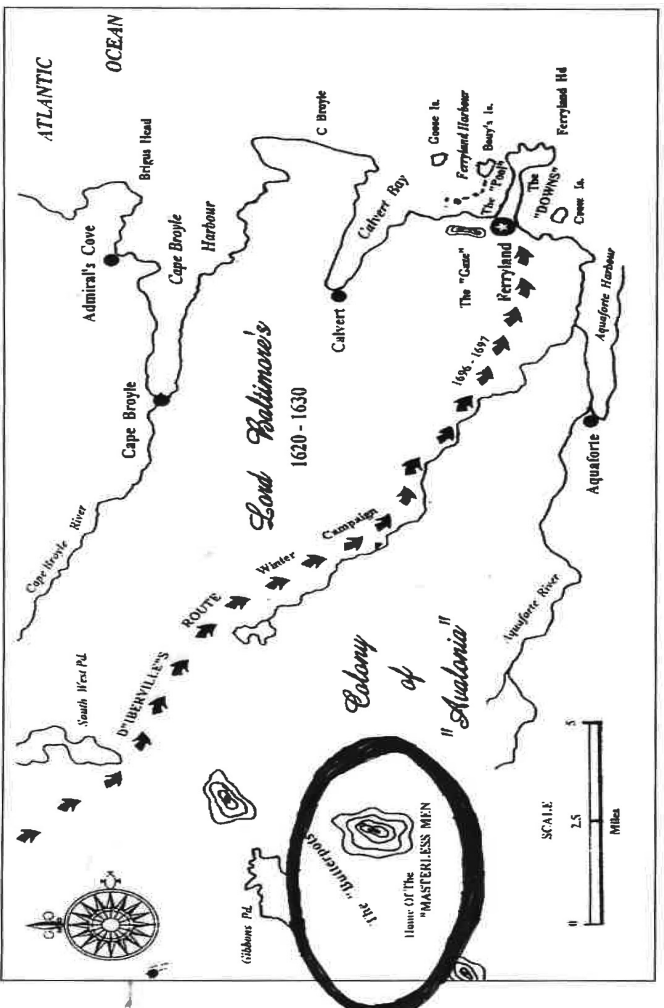 ATLANTIC
OCEAN
Brigus Head
Admiral's Cove
Cape Broyle
Harbour
Cape Broyle
Cape Broyle River
C Broyle
Calvert Bay
Calvert
Lord Baltimore's
1620 - 1630
Goose Is.
Ferryland Harbour
Bouy's Is.
The "Pool"
Ferryland Hd
The
"DOWNS"
Goose Is.
The "Gaze"
Ferryland
Aquaforte Harbour
Aquaforte
Aquaforte River
South West Pd.
D"IBERVILLE"S
ROUTE
Winter
Campaign
1696 - 1697
Colony
of
"Avalonia"
Gibbons Pd.
The "Butterpots"
Home Of The
"MASTERLESS MEN
SCALE
0
2.5
5
Miles